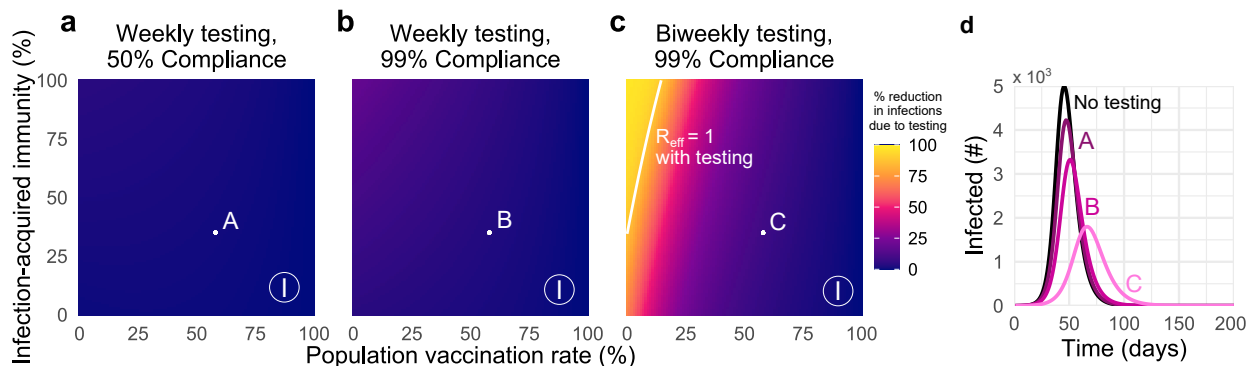 a
Weekly testing,
50% Compliance
b
Weekly testing,
99% Compliance
c
Biweekly testing,
99% Compliance
d
Infection-acquired immunity (%)
100
75
50
25
0
A
I
0
25
50
75
100
B
I
0
25
50
75
100
R_eff = 1
with testing
C
I
0
25
50
75
100
Population vaccination rate (%)
% reduction
in infections
due to testing
100
75
50
25
0
x 10³
5
4
3
2
1
0
Infected (#)
No testing
A
B
C
0
50
100
150
200
Time (days)